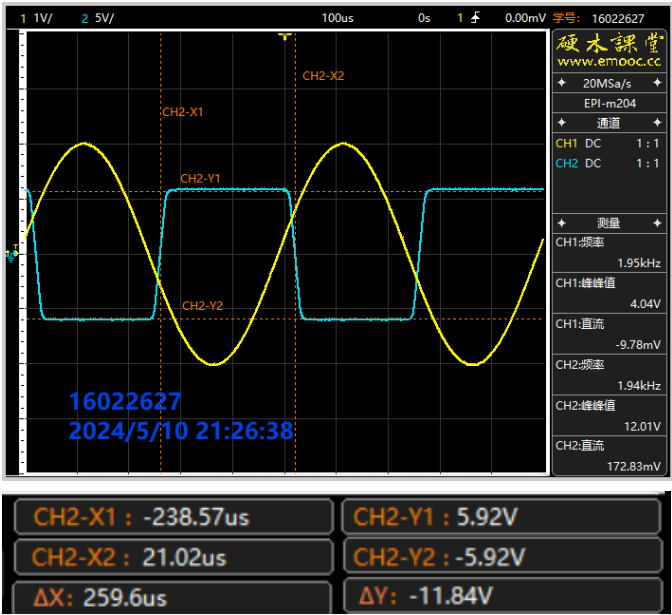 1 1V/ 2 5V/ 100us 0s 1 0.00mV 学号: 16022627
硬木課堂
www.emooc.cc
20MSa/s
EPI-m204
通道
CH1 DC 1 : 1
CH2 DC 1 : 1
测量
CH1:频率
1.95kHz
CH1:峰峰值
4.04V
CH1:直流
-9.78mV
CH2:频率
1.94kHz
CH2:峰峰值
12.01V
CH2:直流
172.83mV
CH2-X2
CH2-X1
CH2-Y1
CH2-Y2
T
16022627
2024/5/10 21:26:38
CH2-X1 : -238.57us
CH2-Y1 : 5.92V
CH2-X2 : 21.02us
CH2-Y2 : -5.92V
ΔX: 259.6us
ΔY: -11.84V